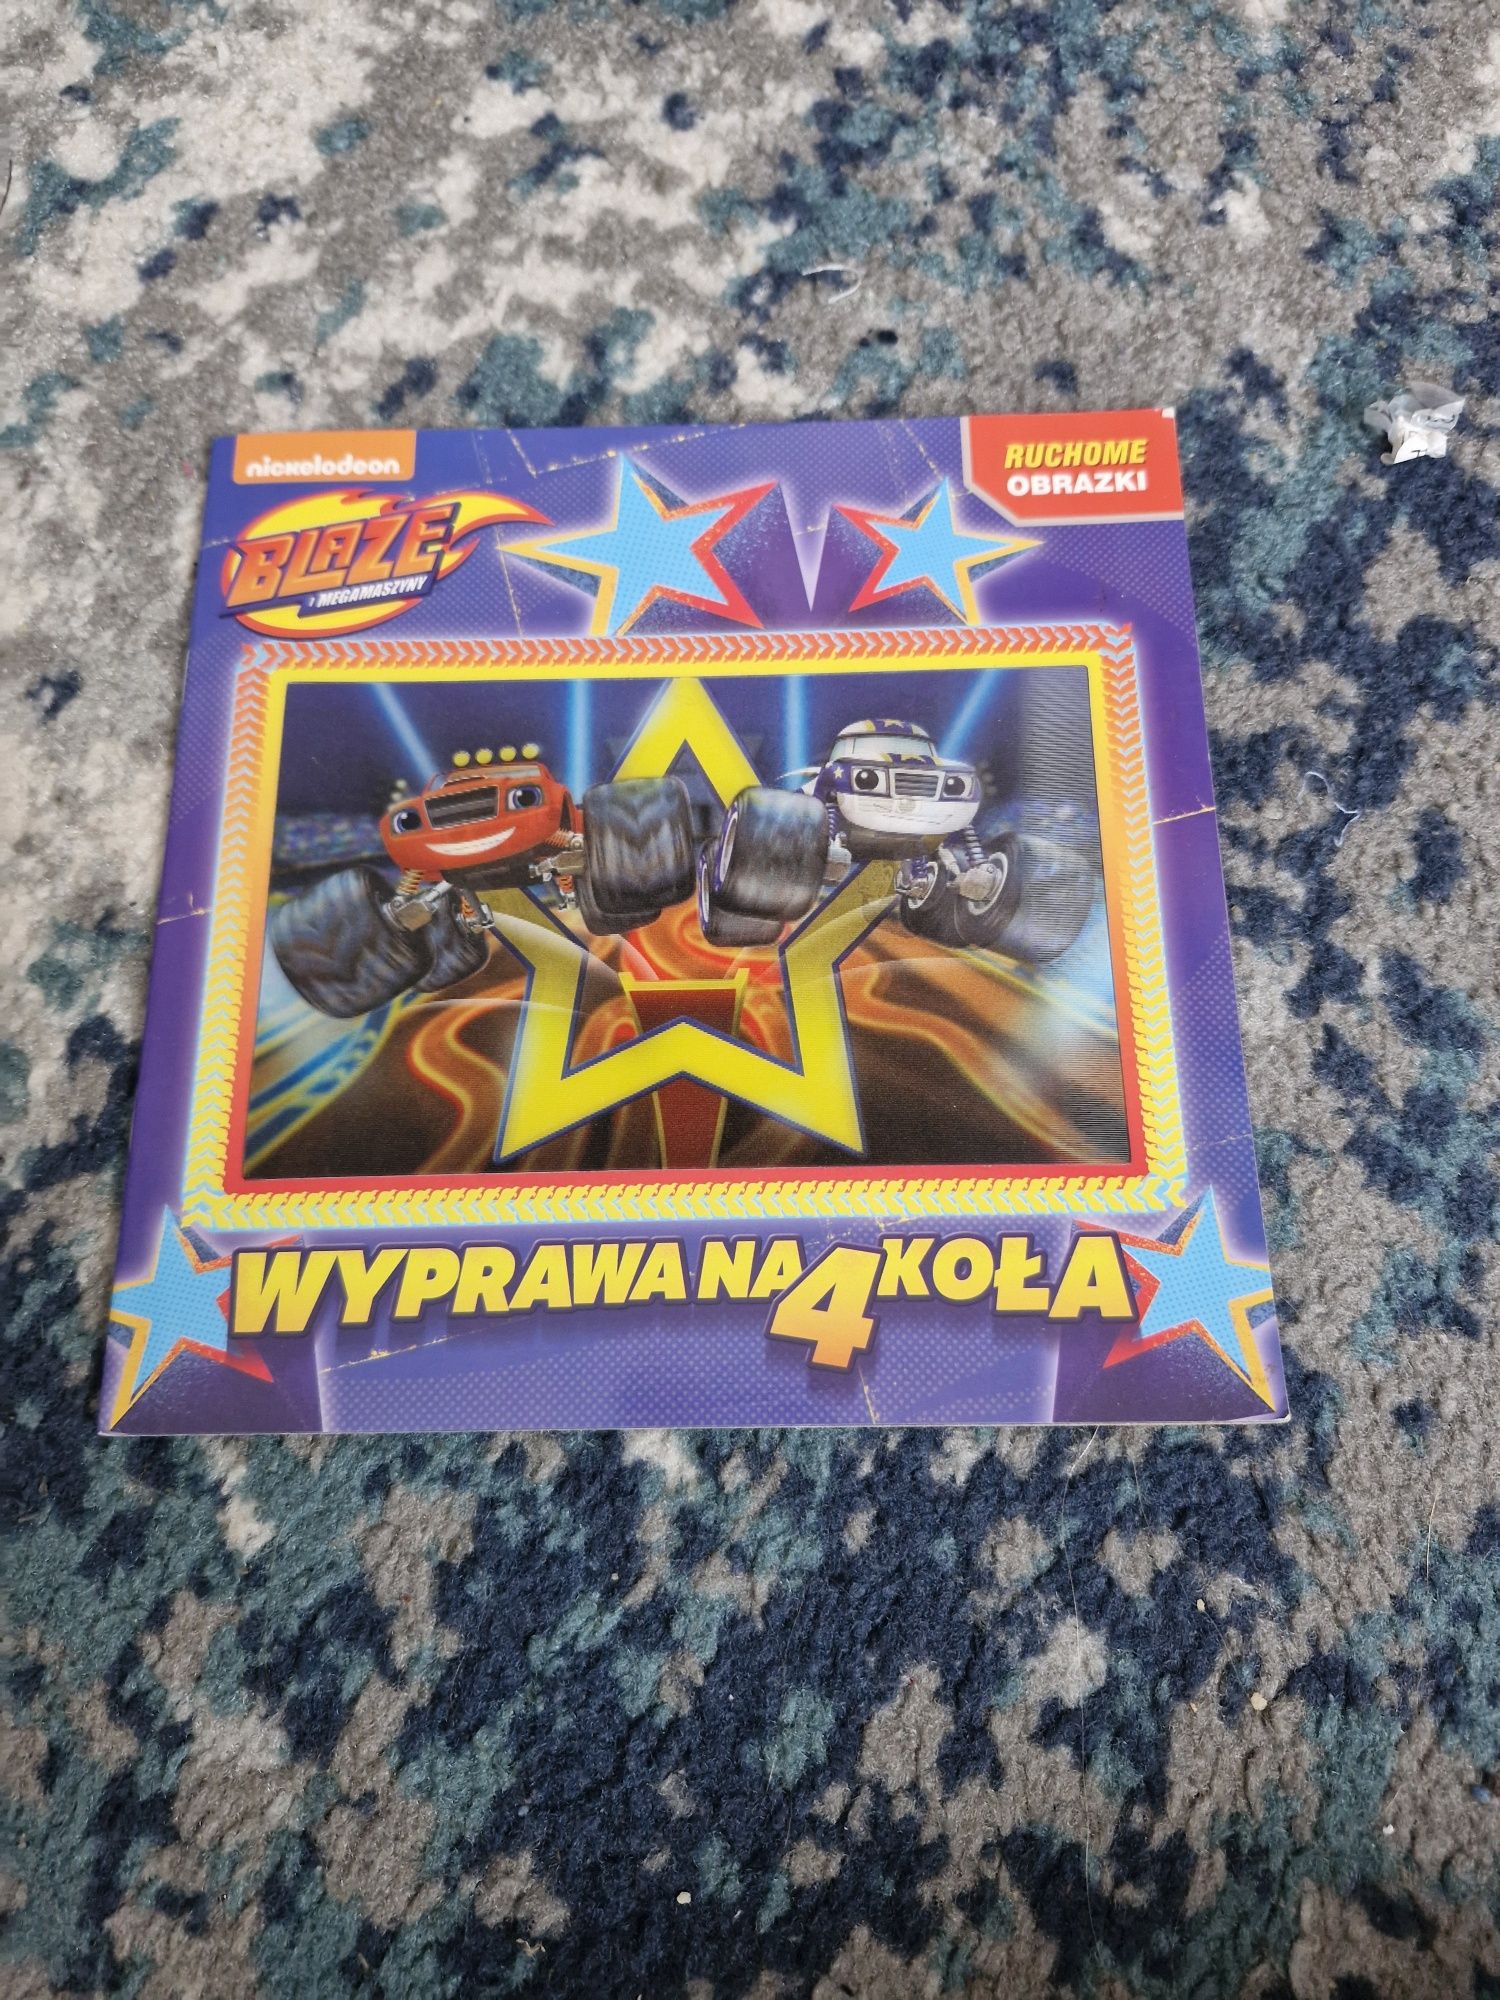 nickelodeon
RUCHOME
OBRAZKI
BLAZE
I MEGAMASZYNY
WYPRAWA NA 4 KOŁA